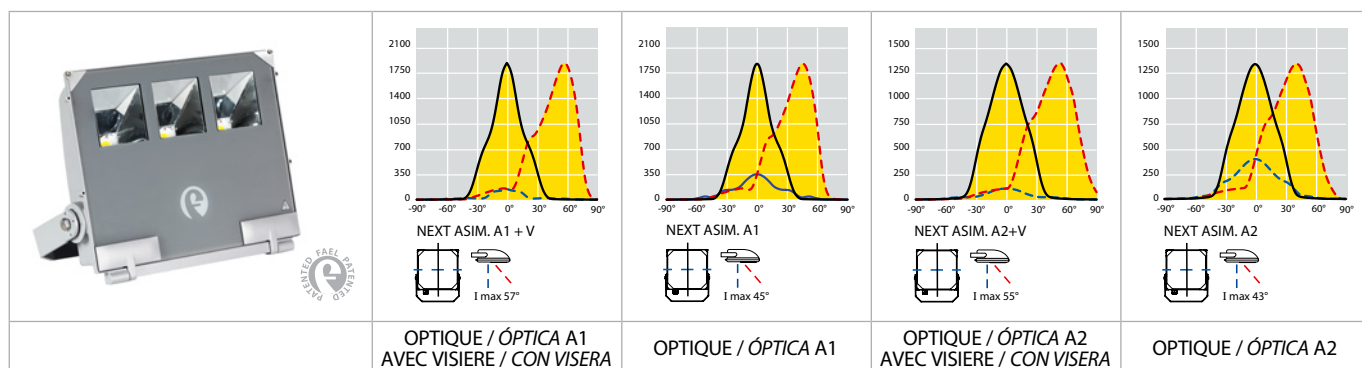 PATENTED FAEL PATENTED
2100
1750
1400
1050
700
350
0
-90° -60° -30° 0° 30° 60° 90°
NEXT ASIM. A1 + V
I max 57°
2100
1750
1400
1050
700
350
0
-90° -60° -30° 0° 30° 60° 90°
NEXT ASIM. A1
I max 45°
1500
1250
1000
750
500
250
0
-90° -60° -30° 0° 30° 60° 90°
NEXT ASIM. A2+V
I max 55°
1500
1250
1000
750
500
250
0
-90° -60° -30° 0° 30° 60° 90°
NEXT ASIM. A2
I max 43°
OPTIQUE / ÓPTICA A1
AVEC VISIERE / CON VISERA
OPTIQUE / ÓPTICA A1
OPTIQUE / ÓPTICA A2
AVEC VISIERE / CON VISERA
OPTIQUE / ÓPTICA A2